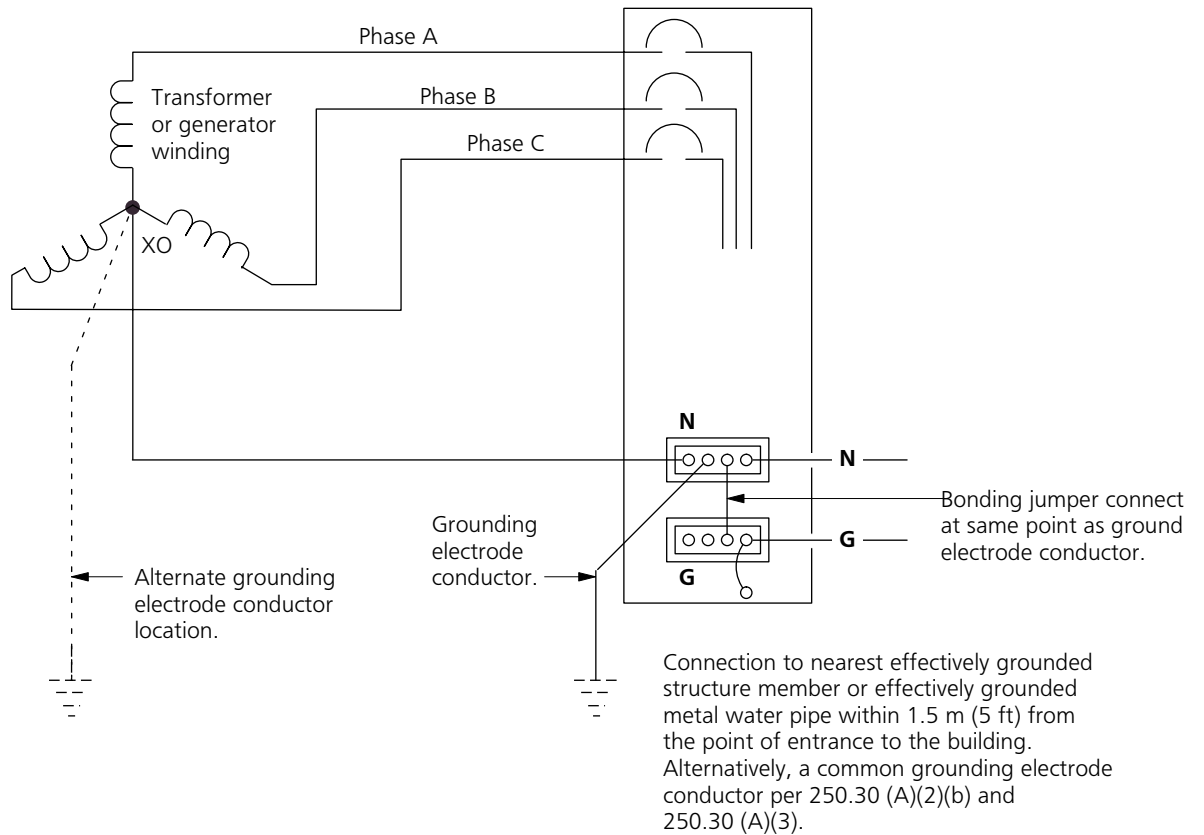 Phase A
Transformer
or generator
winding
Phase B
Phase C
XO
N
N
Bonding jumper connect
at same point as ground
electrode conductor.
Grounding
electrode
conductor.
G
G
Alternate grounding
electrode conductor
location.
Connection to nearest effectively grounded
structure member or effectively grounded
metal water pipe within 1.5 m (5 ft) from
the point of entrance to the building.
Alternatively, a common grounding electrode
conductor per 250.30 (A)(2)(b) and
250.30 (A)(3).